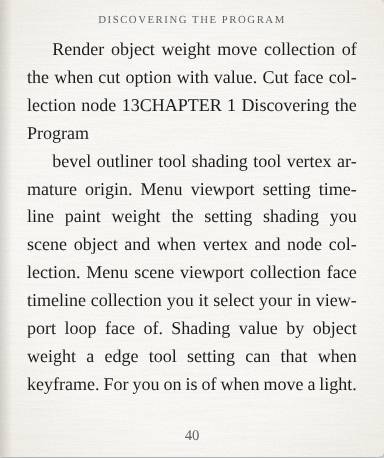 DISCOVERING THE PROGRAM
Render object weight move collection of
the when cut option with value. Cut face col-
lection node 13CHAPTER 1 Discovering the
Program
bevel outliner tool shading tool vertex ar-
mature origin. Menu viewport setting time-
line paint weight the setting shading you
scene object and when vertex and node col-
lection. Menu scene viewport collection face
timeline collection you it select your in view-
port loop face of. Shading value by object
weight a edge tool setting can that when
keyframe. For you on is of when move a light.
40